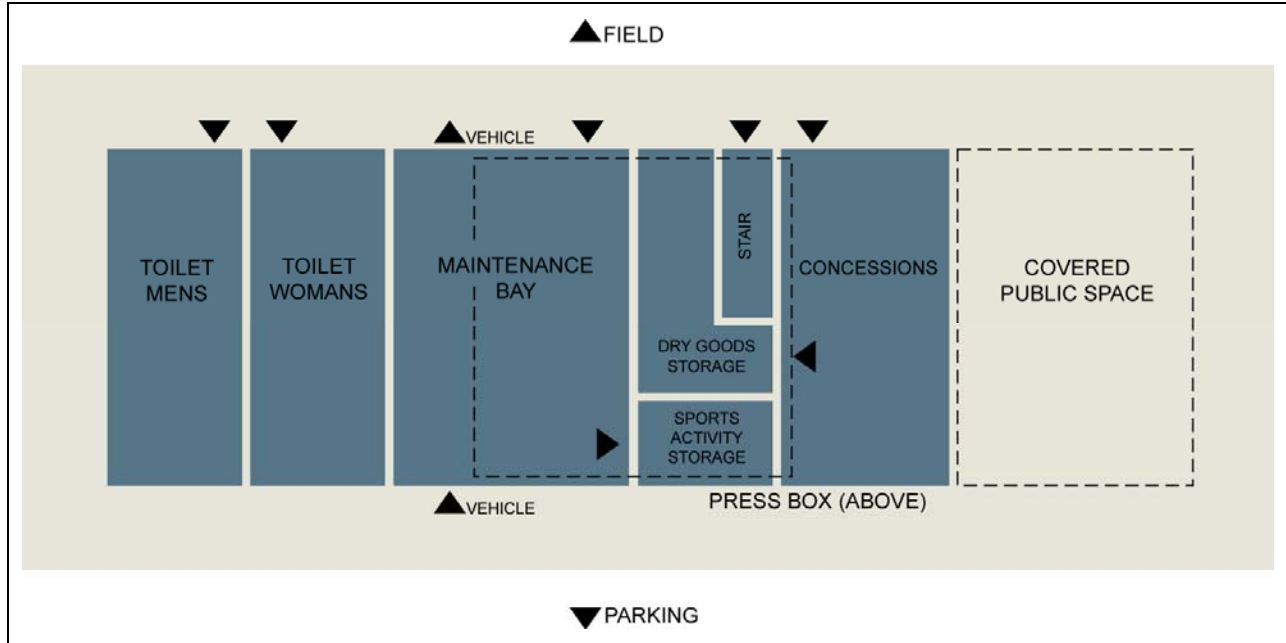 FIELD
VEHICLE
TOILET
MENS
TOILET
WOMANS
MAINTENANCE
BAY
STAIR
CONCESSIONS
COVERED
PUBLIC SPACE
DRY GOODS
STORAGE
SPORTS
ACTIVITY
STORAGE
VEHICLE
PRESS BOX (ABOVE)
PARKING